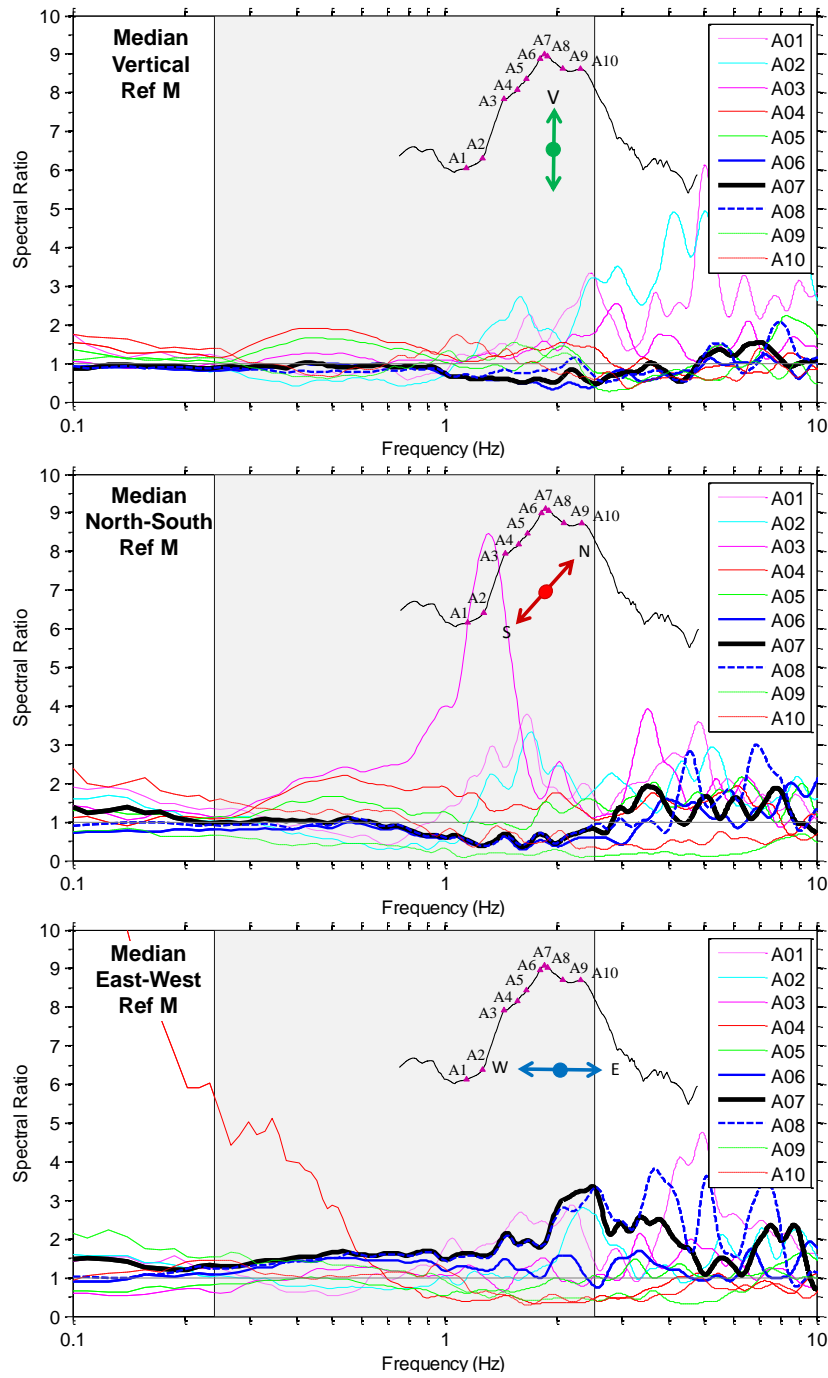 Median
Vertical
Ref M
10
9
8
7
6
5
4
3
2
1
0
Spectral Ratio
A1
A2
A3
A4
A5
A6
A7
A8
A9
A10
V
A01
A02
A03
A04
A05
A06
A07
A08
A09
A10
0.1
1
10
Frequency (Hz)
Median
North-South
Ref M
10
9
8
7
6
5
4
3
2
1
0
Spectral Ratio
A1
A2
A3
A4
A5
A6
A7
A8
A9
A10
N
S
A01
A02
A03
A04
A05
A06
A07
A08
A09
A10
0.1
1
10
Frequency (Hz)
Median
East-West
Ref M
10
9
8
7
6
5
4
3
2
1
0
Spectral Ratio
A1
A2
A3
A4
A5
A6
A7
A8
A9
A10
W
E
A01
A02
A03
A04
A05
A06
A07
A08
A09
A10
0.1
1
10
Frequency (Hz)